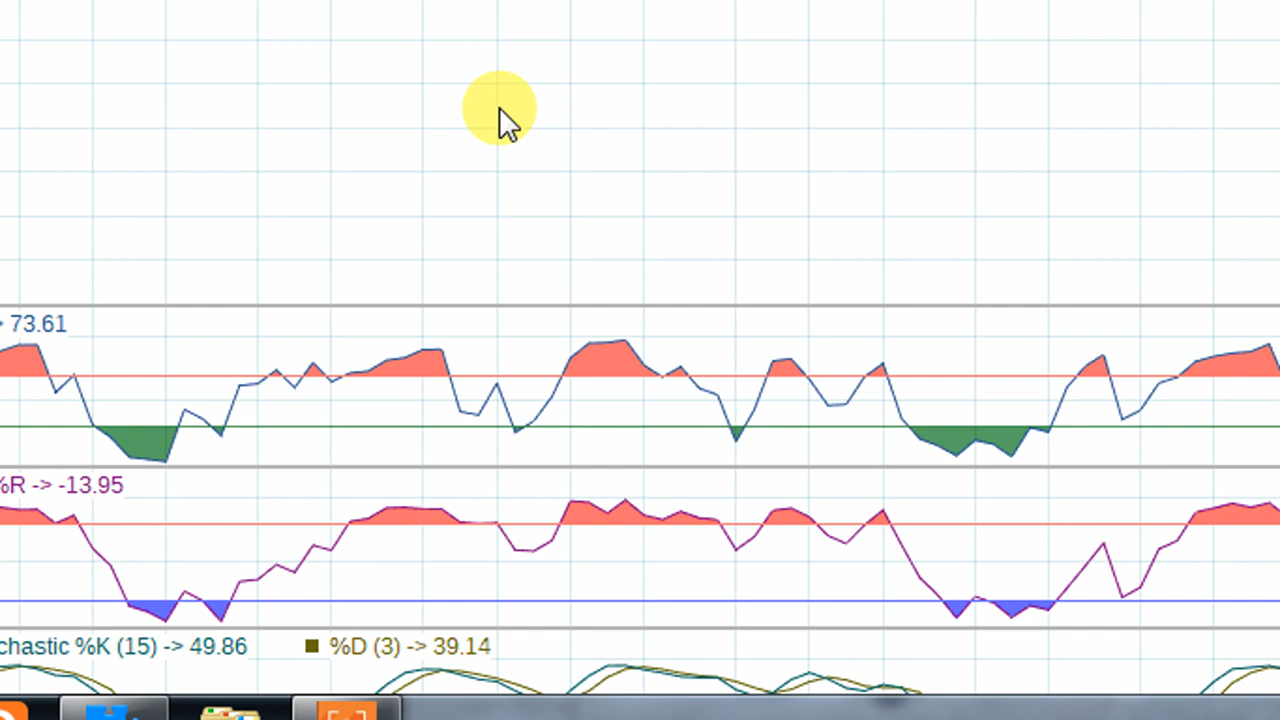 73.61
%R -> -13.95
chastic %K (15) -> 49.86 %D (3) -> 39.14